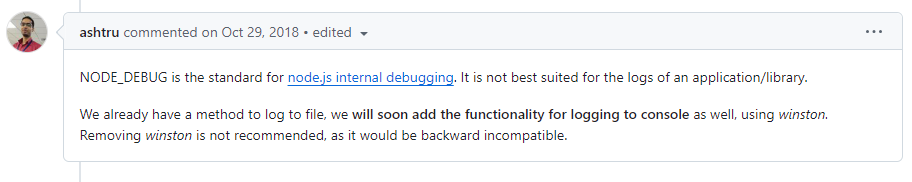 ashtru commented on Oct 29, 2018 • edited
NODE_DEBUG is the standard for node.js internal debugging. It is not best suited for the logs of an application/library.
We already have a method to log to file, we will soon add the functionality for logging to console as well, using winston.
Removing winston is not recommended, as it would be backward incompatible.